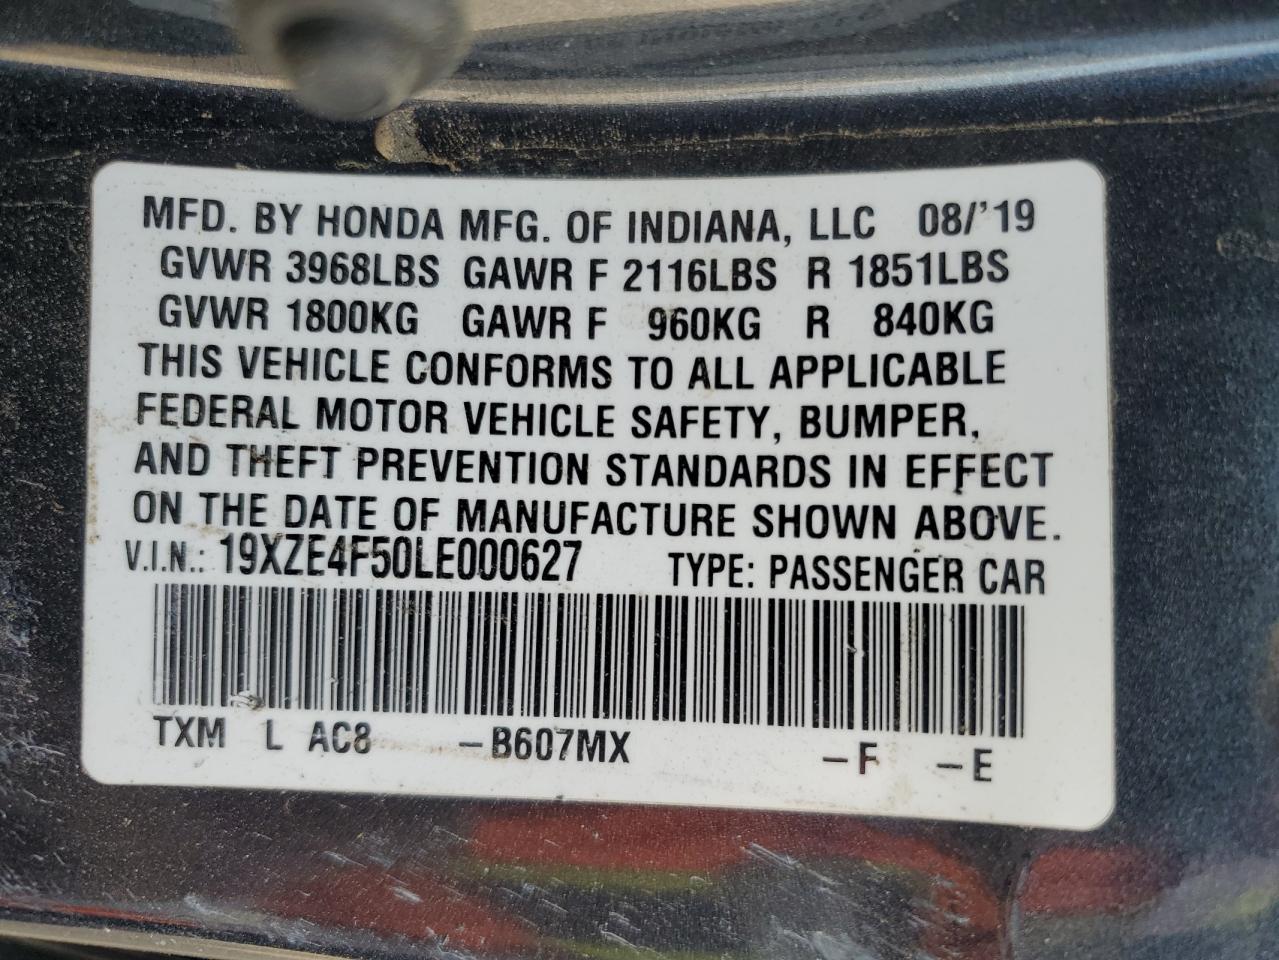 MFD. BY HONDA MFG. OF INDIANA, LLC 08/'19
GVWR 3968LBS GAWR F 2116LBS R 1851LBS
GVWR 1800KG GAWR F 960KG R 840KG
THIS VEHICLE CONFORMS TO ALL APPLICABLE
FEDERAL MOTOR VEHICLE SAFETY, BUMPER,
AND THEFT PREVENTION STANDARDS IN EFFECT
ON THE DATE OF MANUFACTURE SHOWN ABOVE.
V.I.N.: 19XZE4F50LE000627 TYPE: PASSENGER CAR
TXM L AC8 -B607MX -F -E